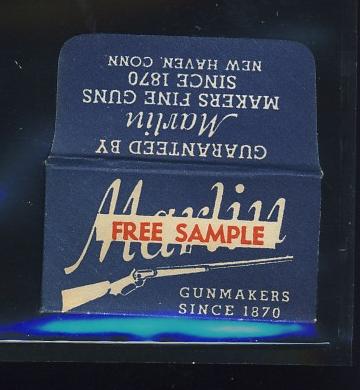 GUARANTEED BY
Marlin
MAKERS FINE GUNS
SINCE 1870
NEW HAVEN, CONN
Marlin
FREE SAMPLE
GUNMAKERS
SINCE 1870